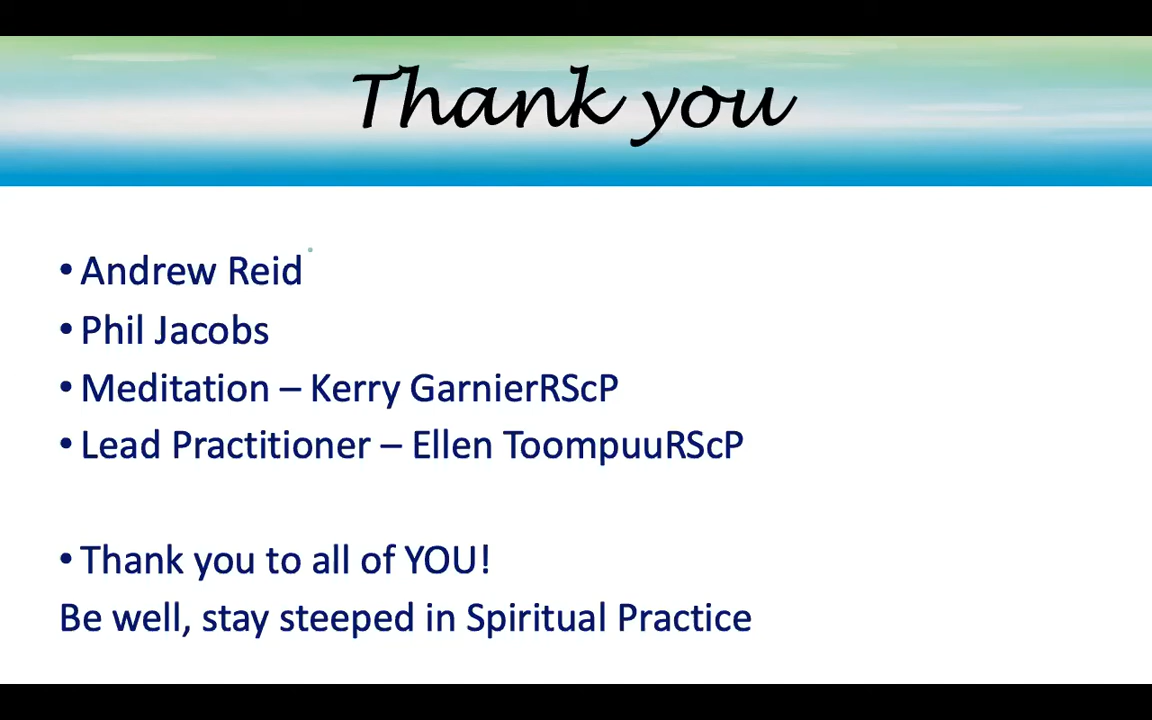 Thank you
• Andrew Reid
• Phil Jacobs
• Meditation – Kerry GarnierRScP
• Lead Practitioner – Ellen ToompuuRScP
• Thank you to all of YOU!
Be well, stay steeped in Spiritual Practice